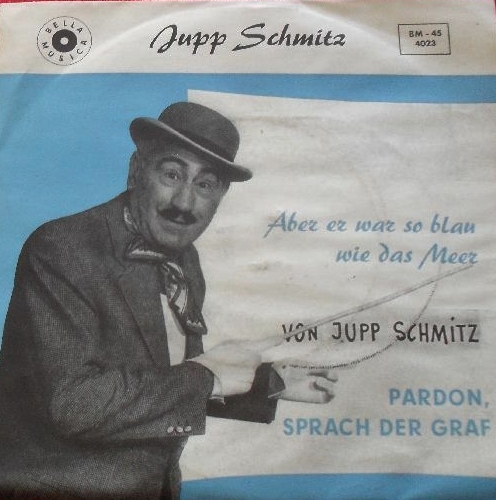 BELLA MUSICA
Jupp Schmitz
BM - 45
4023
Aber er war so blau
wie das Meer
VON JUPP SCHMITZ
PARDON,
SPRACH DER GRAF